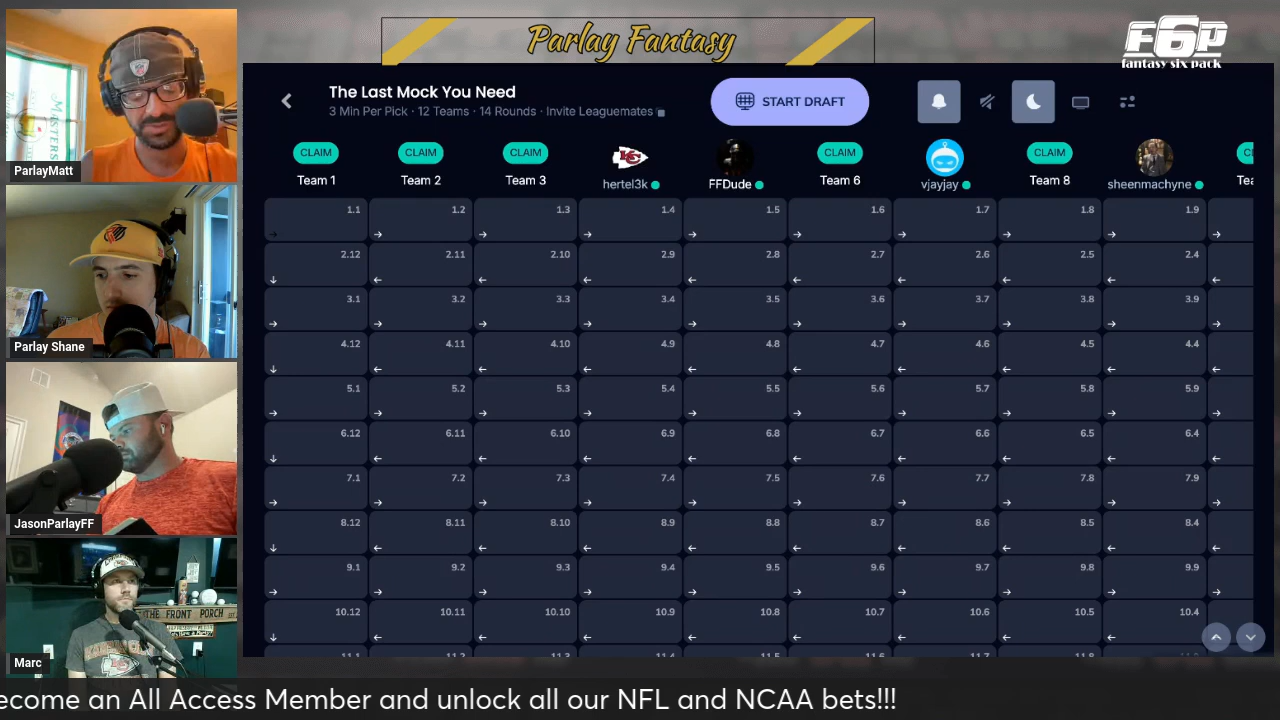 Parlay Fantasy
F6P
fantasy six pack
The Last Mock You Need
3 Min Per Pick · 12 Teams · 14 Rounds · Invite Leaguemates
START DRAFT
CLAIM CLAIM CLAIM CLAIM CLAIM
Team 1 Team 2 Team 3 hertel3k FFDude Team 6 vjayjay Team 8 sheenmachyne
1.1 1.2 1.3 1.4 1.5 1.6 1.7 1.8 1.9
2.12 2.11 2.10 2.9 2.8 2.7 2.6 2.5 2.4
3.1 3.2 3.3 3.4 3.5 3.6 3.7 3.8 3.9
4.12 4.11 4.10 4.9 4.8 4.7 4.6 4.5 4.4
5.1 5.2 5.3 5.4 5.5 5.6 5.7 5.8 5.9
6.12 6.11 6.10 6.9 6.8 6.7 6.6 6.5 6.4
7.1 7.2 7.3 7.4 7.5 7.6 7.7 7.8 7.9
8.12 8.11 8.10 8.9 8.8 8.7 8.6 8.5 8.4
9.1 9.2 9.3 9.4 9.5 9.6 9.7 9.8 9.9
10.12 10.11 10.10 10.9 10.8 10.7 10.6 10.5 10.4
ParlayMatt
Parlay Shane
JasonParlayFF
THE FRONT PORCH
KC
Marc
ecome an All Access Member and unlock all our NFL and NCAA bets!!!